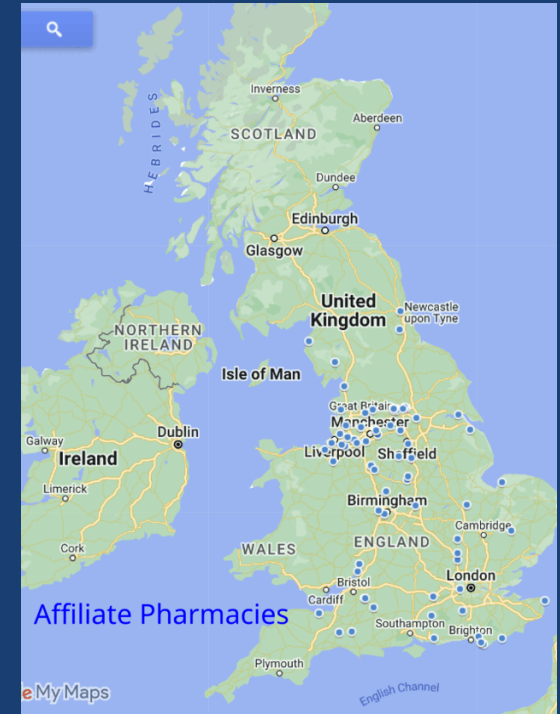 Inverness
Aberdeen
HEBRIDES
SCOTLAND
Dundee
Edinburgh
Glasgow
United
Kingdom
Newcastle
upon Tyne
NORTHERN
IRELAND
Isle of Man
Great Britain
Manchester
Dublin
Galway
Ireland
Liverpool
Sheffield
Limerick
Birmingham
Cambridge
Cork
WALES
ENGLAND
London
Bristol
Cardiff
Affiliate Pharmacies
Southampton
Brighton
Plymouth
English Channel
e My Maps